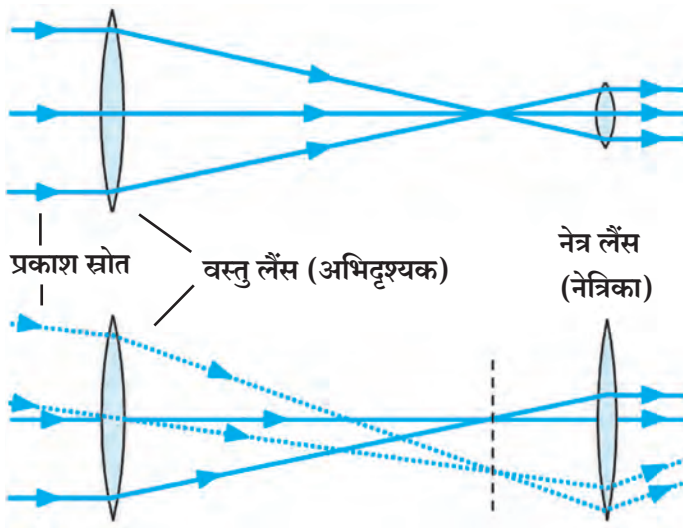 प्रकाश स्रोत
वस्तु लैंस (अभिदृश्यक)
नेत्र लैंस
(नेत्रिका)